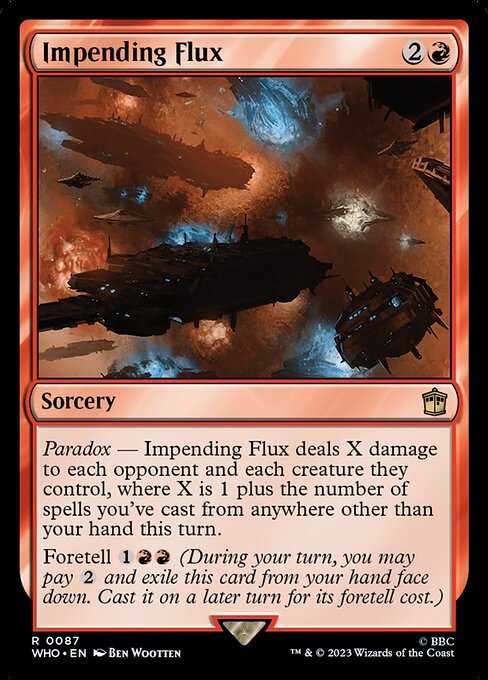 Impending Flux 2
Sorcery
Paradox — Impending Flux deals X damage
to each opponent and each creature they
control, where X is 1 plus the number of
spells you've cast from anywhere other than
your hand this turn.
Foretell 1 (During your turn, you may
pay 2 and exile this card from your hand face
down. Cast it on a later turn for its foretell cost.)
R 0087 © BBC
WHO • EN Ben Wootten ™ & © 2023 Wizards of the Coast